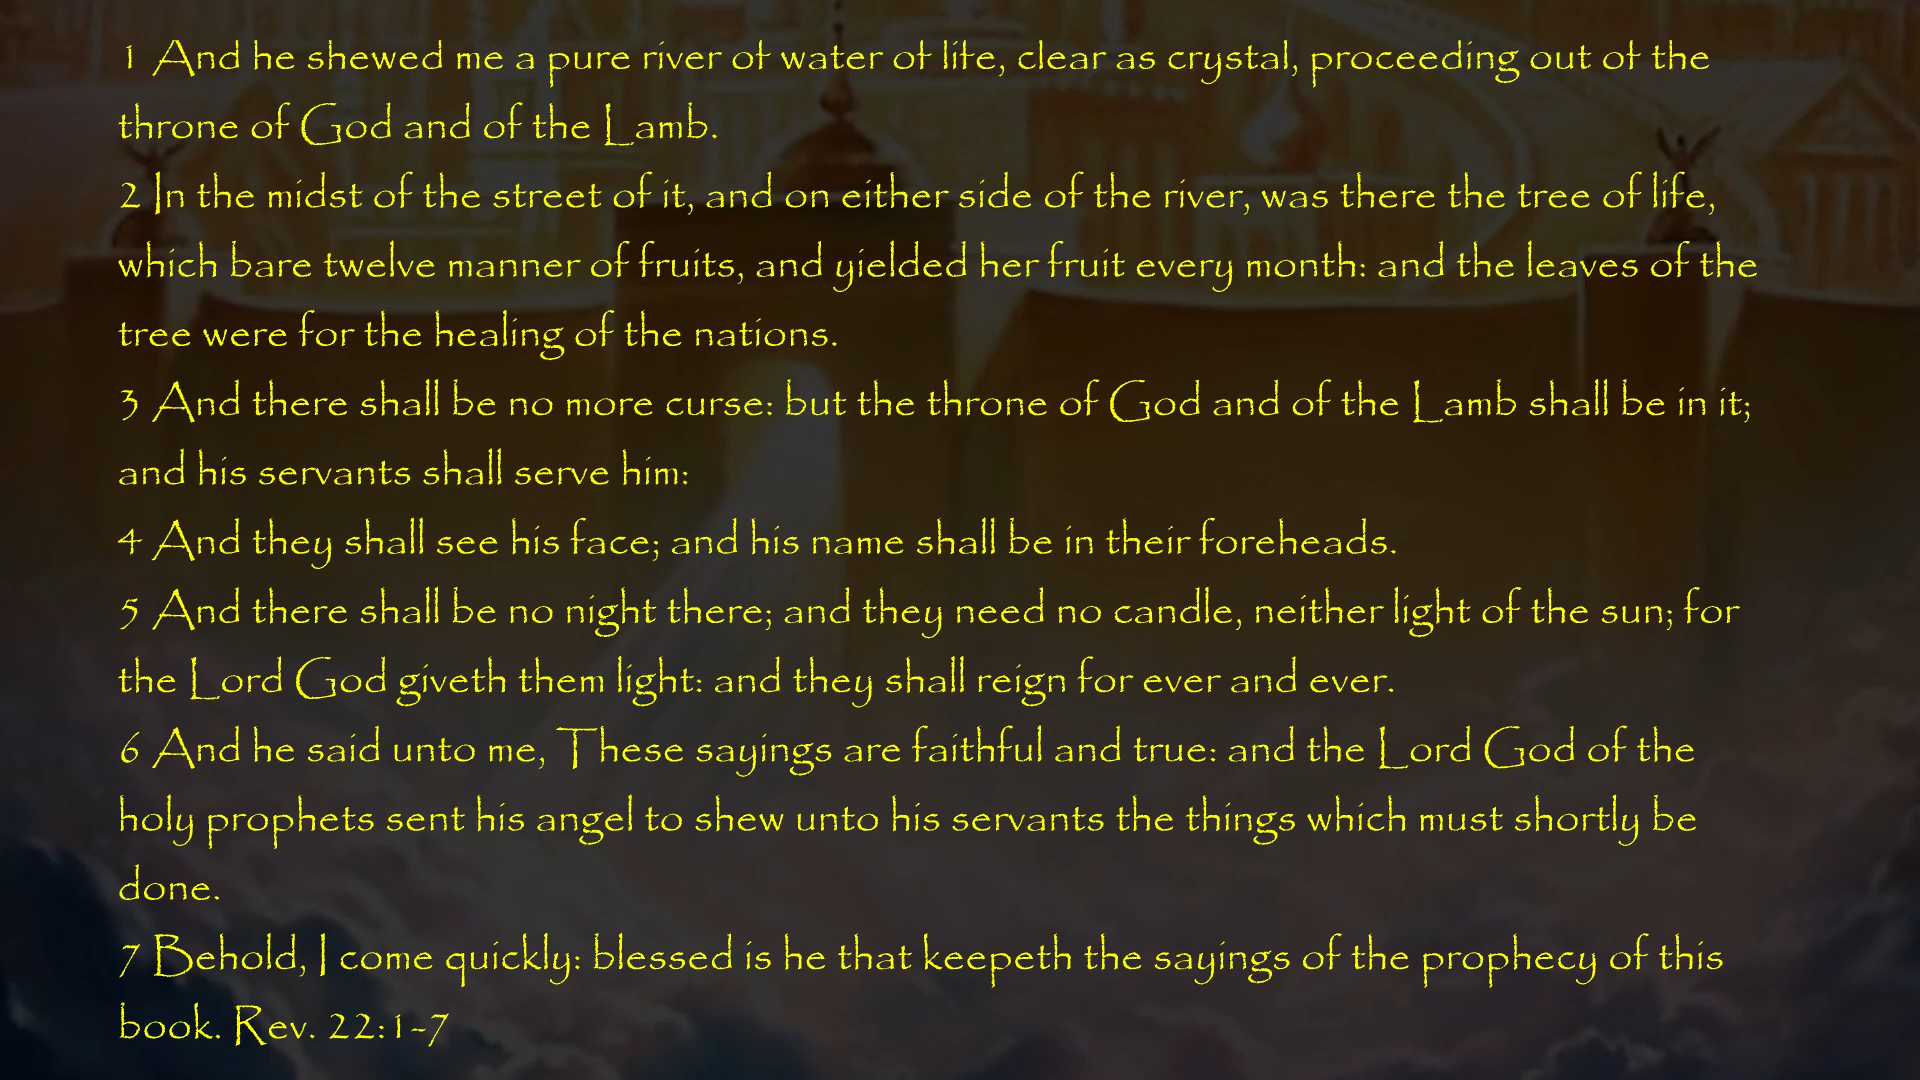 1 And he shewed me a pure river of water of life, clear as crystal, proceeding out of the
throne of God and of the Lamb.
2 In the midst of the street of it, and on either side of the river, was there the tree of life,
which bare twelve manner of fruits, and yielded her fruit every month: and the leaves of the
tree were for the healing of the nations.
3 And there shall be no more curse: but the throne of God and of the Lamb shall be in it;
and his servants shall serve him:
4 And they shall see his face; and his name shall be in their foreheads.
5 And there shall be no night there; and they need no candle, neither light of the sun; for
the Lord God giveth them light: and they shall reign for ever and ever.
6 And he said unto me, These sayings are faithful and true: and the Lord God of the
holy prophets sent his angel to shew unto his servants the things which must shortly be
done.
7 Behold, I come quickly: blessed is he that keepeth the sayings of the prophecy of this
book. Rev. 22:1-7